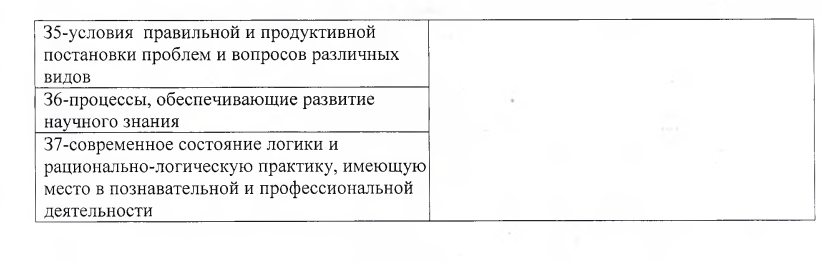 З5-условия правильной и продуктивной
постановки проблем и вопросов различных
видов
З6-процессы, обеспечивающие развитие
научного знания
З7-современное состояние логики и
рационально-логическую практику, имеющую
место в познавательной и профессиональной
деятельности